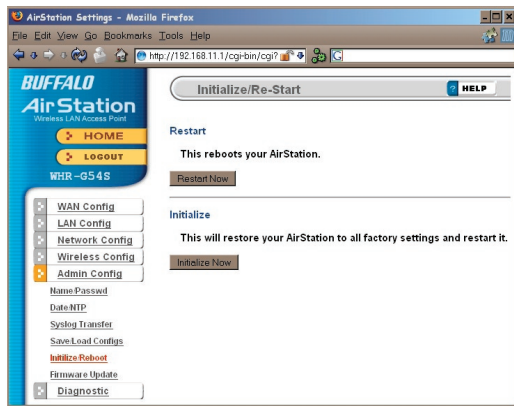 AirStation Settings - Mozilla Firefox
File Edit View Go Bookmarks Tools Help
http://192.168.11.1/cgi-bin/cgi?
G
BUFFALO
AirStation
Wireless LAN Access Point
HOME
LOGOUT
WHR-G54S
WAN Config
LAN Config
Network Config
Wireless Config
Admin Config
Name/Passwd
Date/NTP
Syslog Transfer
Save/Load Configs
Initilize/Reboot
Firmware Update
Diagnostic
Initialize/Re-Start
? HELP
Restart
This reboots your AirStation.
Restart Now
Initialize
This will restore your AirStation to all factory settings and restart it.
Initialize Now